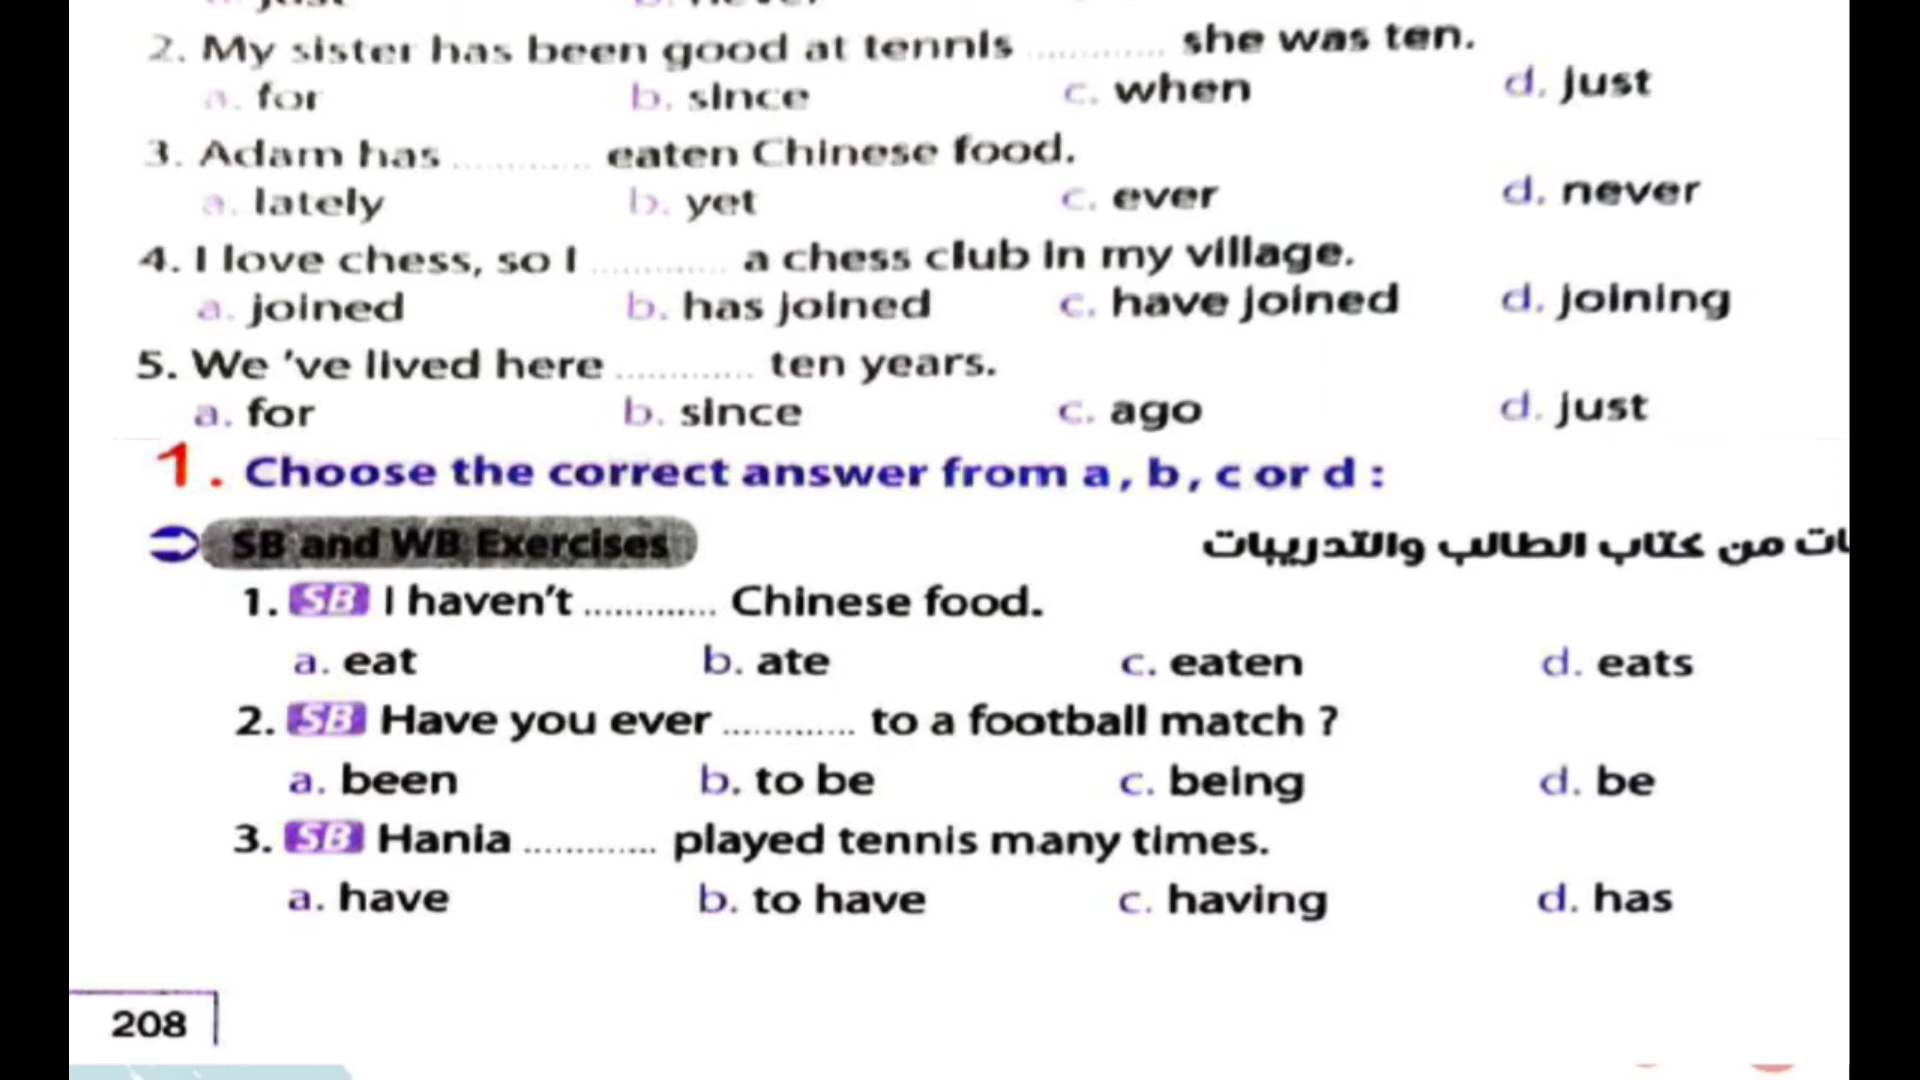 2. My sister has been good at tennis ............ she was ten.
a. for b. since c. when d. just
3. Adam has ............ eaten Chinese food.
a. lately b. yet c. ever d. never
4. I love chess, so I ............ a chess club in my village.
a. joined b. has joined c. have joined d. joining
5. We 've lived here ............ ten years.
a. for b. since c. ago d. just
1. Choose the correct answer from a , b , c or d :
SB and WB Exercises من كتاب الطالب والتدريبات
1. SB I haven't ............. Chinese food.
a. eat b. ate c. eaten d. eats
2. SB Have you ever ............. to a football match ?
a. been b. to be c. being d. be
3. SB Hania ............. played tennis many times.
a. have b. to have c. having d. has
208